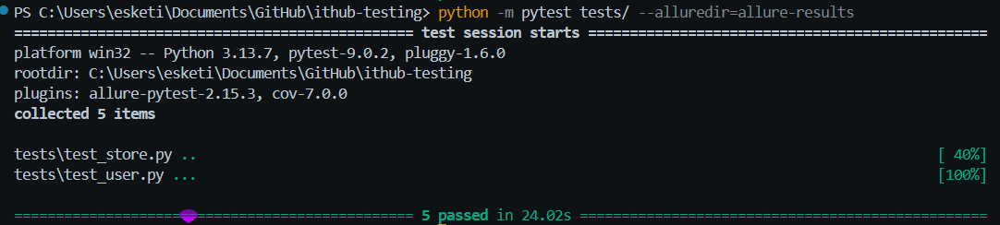 PS C:\Users\esketi\Documents\GitHub\ithub-testing> python -m pytest tests/ --alluredir=allure-results
================================================ test session starts ================================================
platform win32 -- Python 3.13.7, pytest-9.0.2, pluggy-1.6.0
rootdir: C:\Users\esketi\Documents\GitHub\ithub-testing
plugins: allure-pytest-2.15.3, cov-7.0.0
collected 5 items
tests\test_store.py .. [ 40%]
tests\test_user.py ... [100%]
================================================ 5 passed in 24.02s =================================================